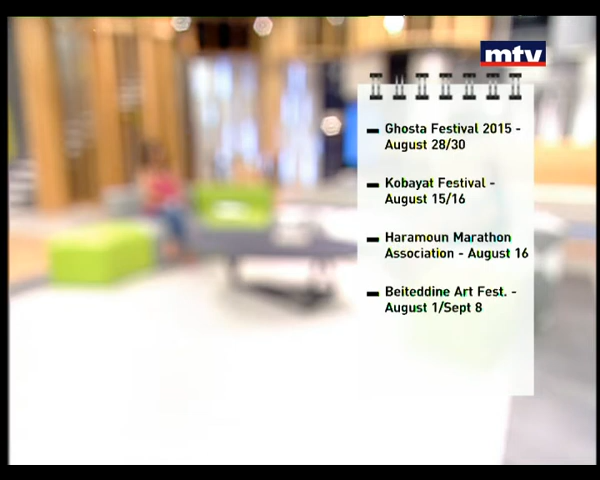 mtv
Ghosta Festival 2015 -
August 28/30
Kobayat Festival -
August 15/16
Haramoun Marathon
Association - August 16
Beiteddine Art Fest. -
August 1/Sept 8